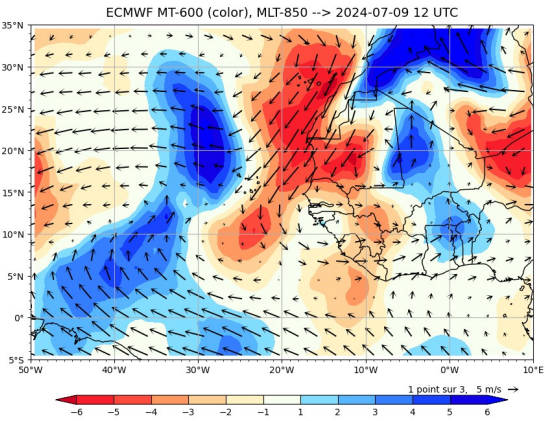 ECMWF MT-600 (color), MLT-850 --> 2024-07-09 12 UTC
35°N
30°N
25°N
20°N
15°N
10°N
5°N
0°
5°S
50°W 40°W 30°W 20°W 10°W 0°W 10°E
1 point sur 3, 5 m/s
−6 −5 −4 −3 −2 −1 1 2 3 4 5 6